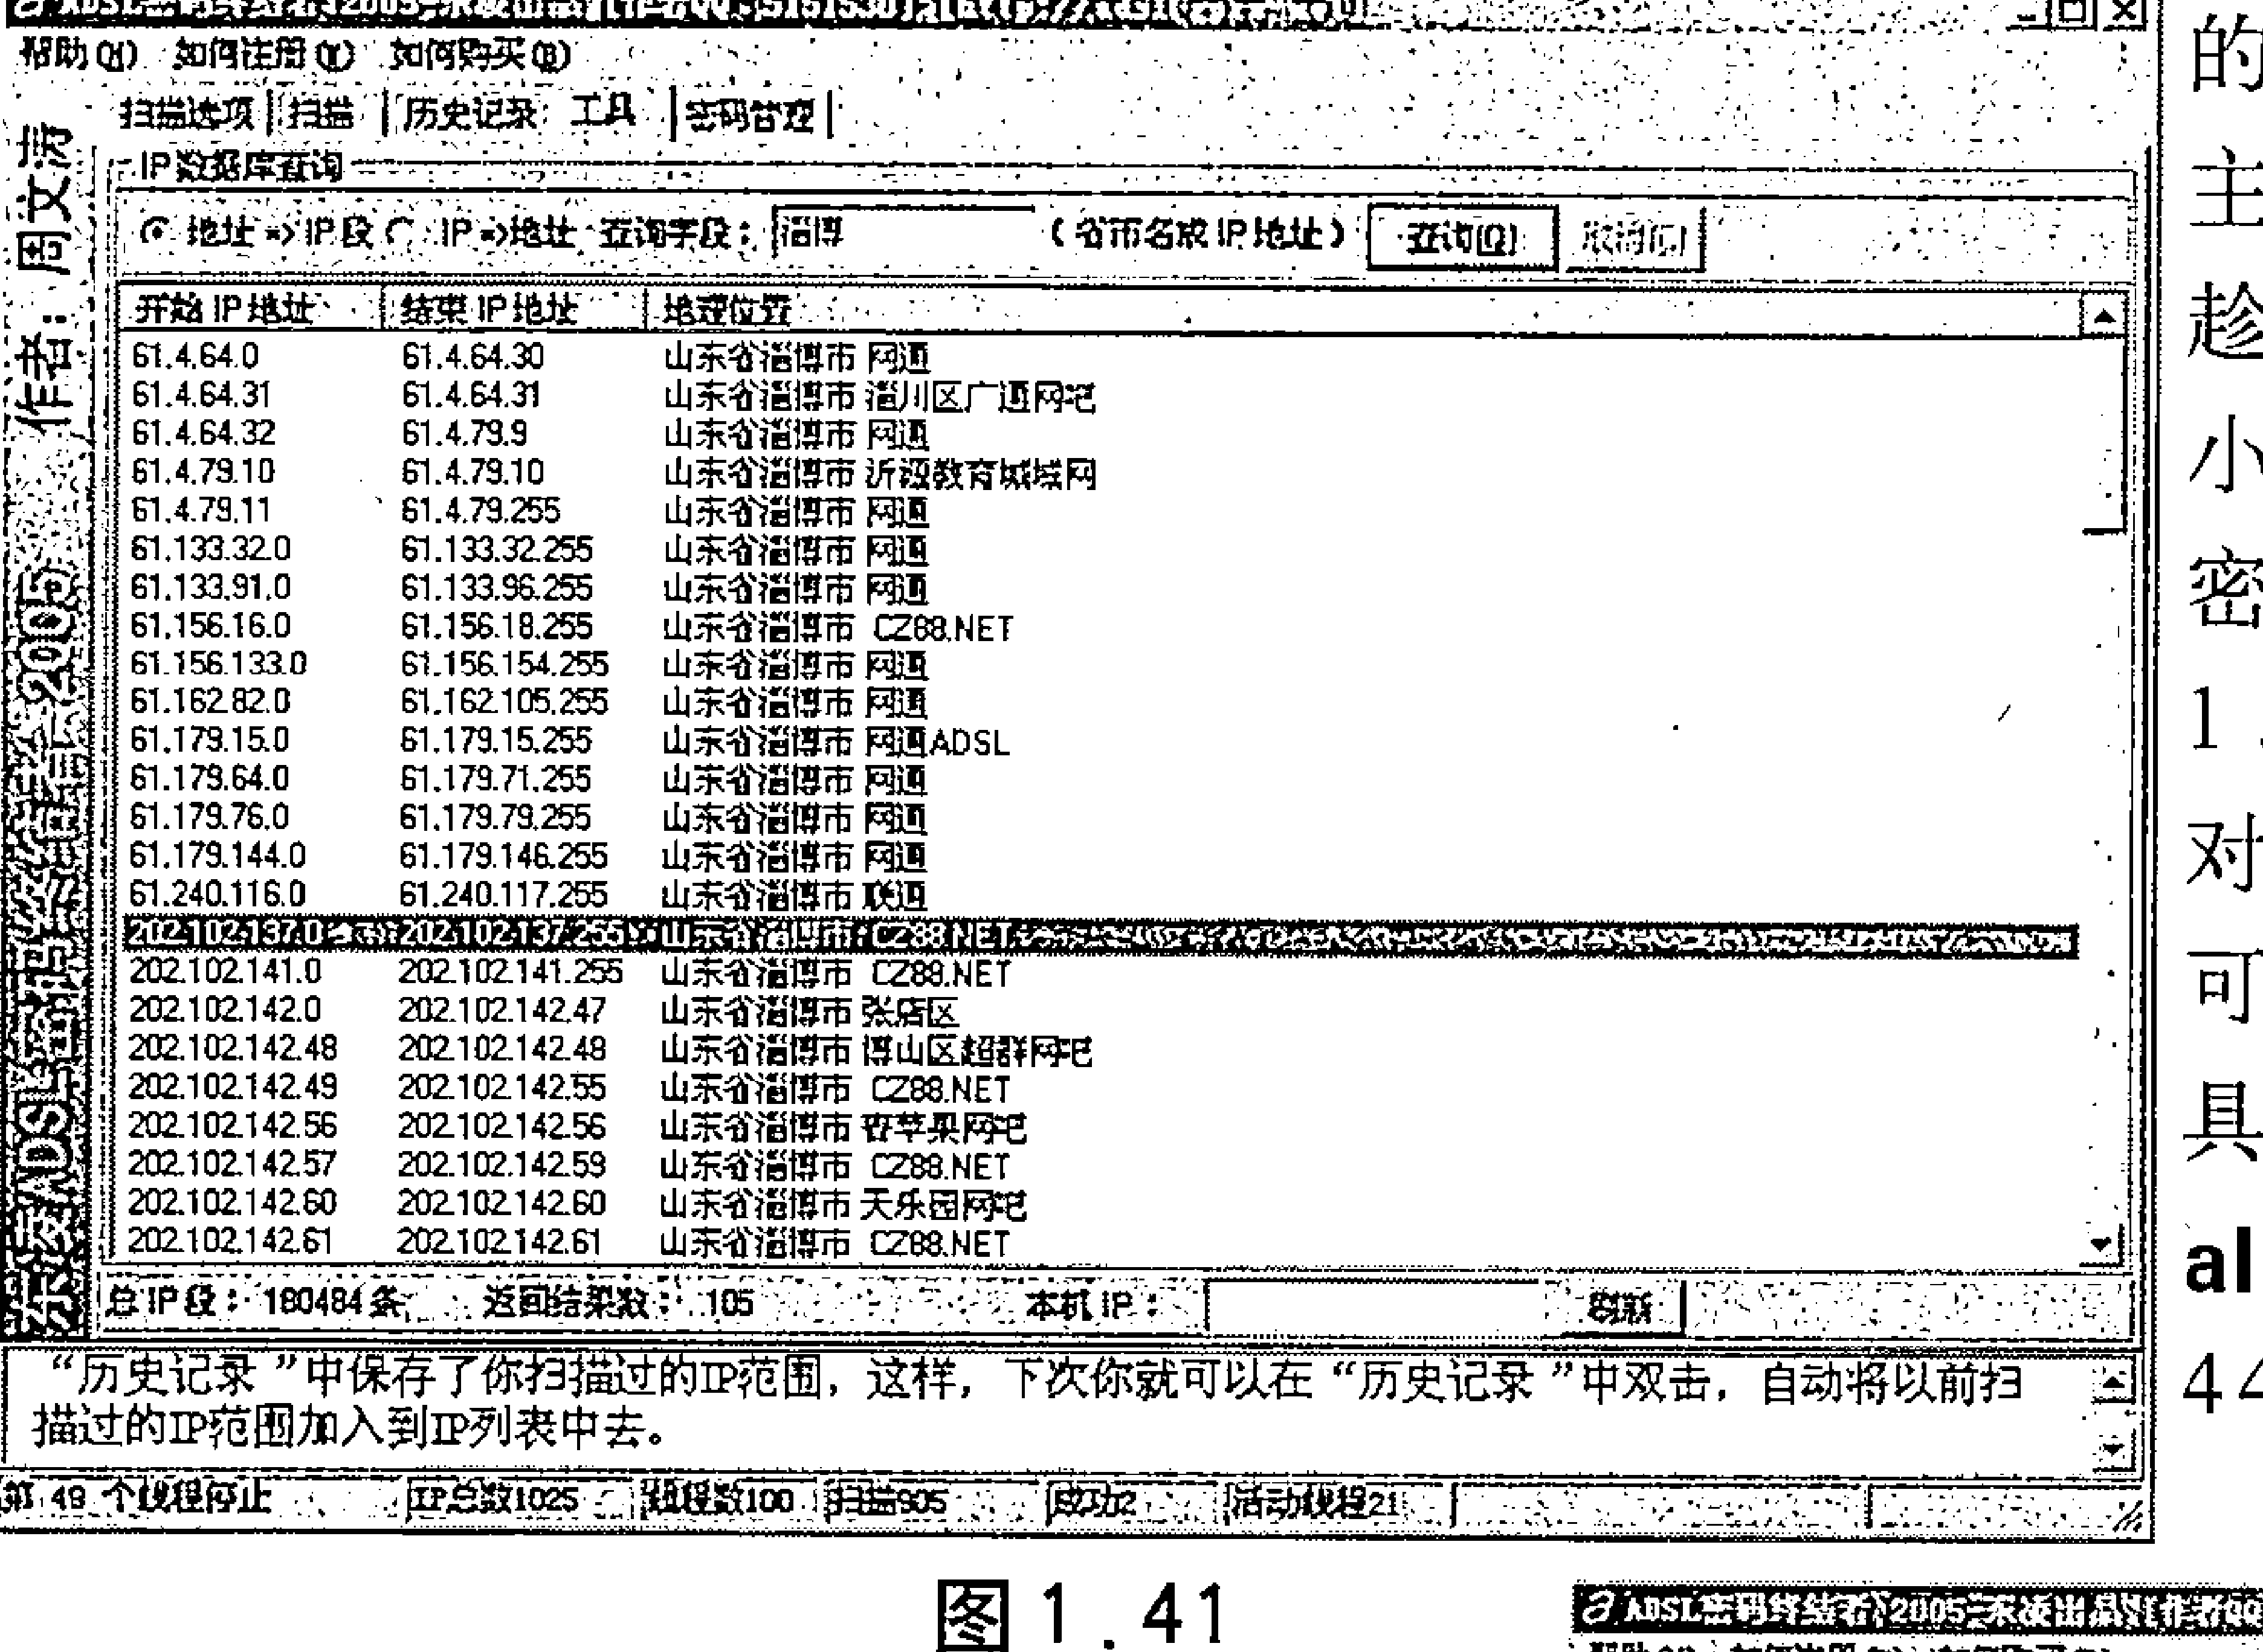 帮助(H) 如何注册(Y) 如何购买(B)
扫描选项 扫描 历史记录 工具 密码管理
作者：周文涛
IP数据库查询
地址=>IP段 IP=>地址 查询字段： 淄博 (省市名或IP地址) 查询(Q) 取消(C)
开始IP地址 结束IP地址 地理位置
61.4.64.0 61.4.64.30 山东省淄博市 网通
61.4.64.31 61.4.64.31 山东省淄博市 淄川区广通网吧
61.4.64.32 61.4.79.9 山东省淄博市 网通
61.4.79.10 61.4.79.10 山东省淄博市 沂源教育城域网
61.4.79.11 61.4.79.255 山东省淄博市 网通
61.133.32.0 61.133.32.255 山东省淄博市 网通
61.133.91.0 61.133.96.255 山东省淄博市 网通
61.156.16.0 61.156.18.255 山东省淄博市 CZ88.NET
61.156.133.0 61.156.154.255 山东省淄博市 网通
61.162.82.0 61.162.105.255 山东省淄博市 网通
61.179.15.0 61.179.15.255 山东省淄博市 网通ADSL
61.179.64.0 61.179.71.255 山东省淄博市 网通
61.179.76.0 61.179.79.255 山东省淄博市 网通
61.179.144.0 61.179.146.255 山东省淄博市 网通
61.240.116.0 61.240.117.255 山东省淄博市 联通
202.102.137.0 202.102.137.255 山东省淄博市 CZ88.NET
202.102.141.0 202.102.141.255 山东省淄博市 CZ88.NET
202.102.142.0 202.102.142.47 山东省淄博市 张店区
202.102.142.48 202.102.142.48 山东省淄博市 博山区超群网吧
202.102.142.49 202.102.142.55 山东省淄博市 CZ88.NET
202.102.142.56 202.102.142.56 山东省淄博市 青苹果网吧
202.102.142.57 202.102.142.59 山东省淄博市 CZ88.NET
202.102.142.60 202.102.142.60 山东省淄博市 天乐园网吧
202.102.142.61 202.102.142.61 山东省淄博市 CZ88.NET
ADSL密码终结者 2005
总IP段：180484条 返回结果数：105 本机IP： 刷新
“历史记录”中保存了你扫描过的IP范围，这样，下次你就可以在“历史记录”中双击，自动将以前扫
描过的IP范围加入到IP列表中去。
第 49 个线程停止 IP总数1025 线程数100 扫描905 成功2 活动线程21
图 1.41
的
主
趁
小
密
1.
对
可
具
al
44
ADSL密码终结者 2005